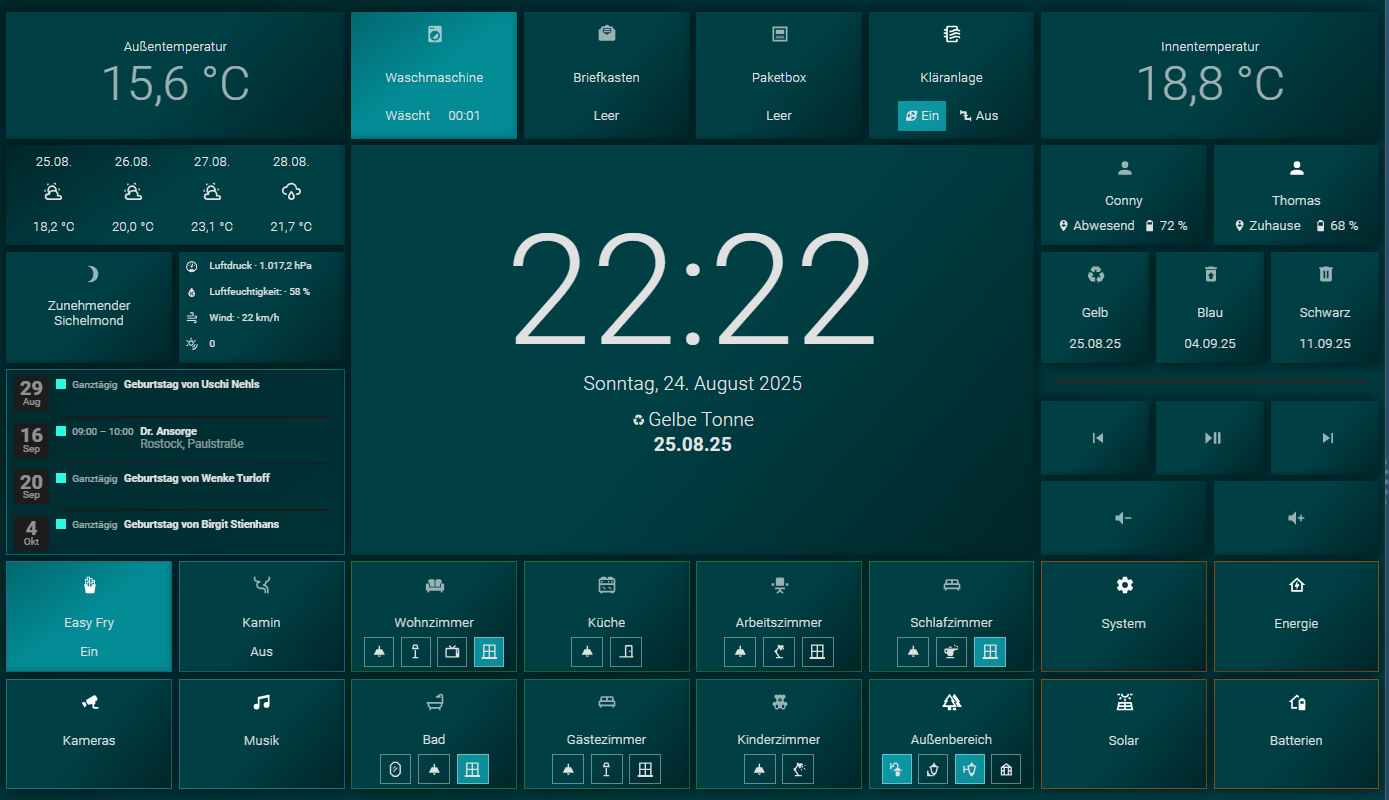 Außentemperatur
15,6 °C
Waschmaschine
Wäscht 00:01
Briefkasten
Leer
Paketbox
Leer
Kläranlage
Ein Aus
Innentemperatur
18,8 °C
25.08. 26.08. 27.08. 28.08.
18,2 °C 20,0 °C 23,1 °C 21,7 °C
Zunehmender
Sichelmond
Luftdruck · 1.017,2 hPa
Luftfeuchtigkeit: · 58 %
Wind: · 22 km/h
0
29
Aug
Ganztägig Geburtstag von Uschi Nehls
16
Sep
09:00 – 10:00 Dr. Ansorge
Rostock, Paulstraße
20
Sep
Ganztägig Geburtstag von Wenke Turloff
4
Okt
Ganztägig Geburtstag von Birgit Stienhans
22:22
Sonntag, 24. August 2025
Gelbe Tonne
25.08.25
Conny
Abwesend 72 %
Thomas
Zuhause 68 %
Gelb
25.08.25
Blau
04.09.25
Schwarz
11.09.25
Easy Fry
Ein
Kamin
Aus
Wohnzimmer
Küche
Arbeitszimmer
Schlafzimmer
System
Energie
Kameras
Musik
Bad
Gästezimmer
Kinderzimmer
Außenbereich
Solar
Batterien